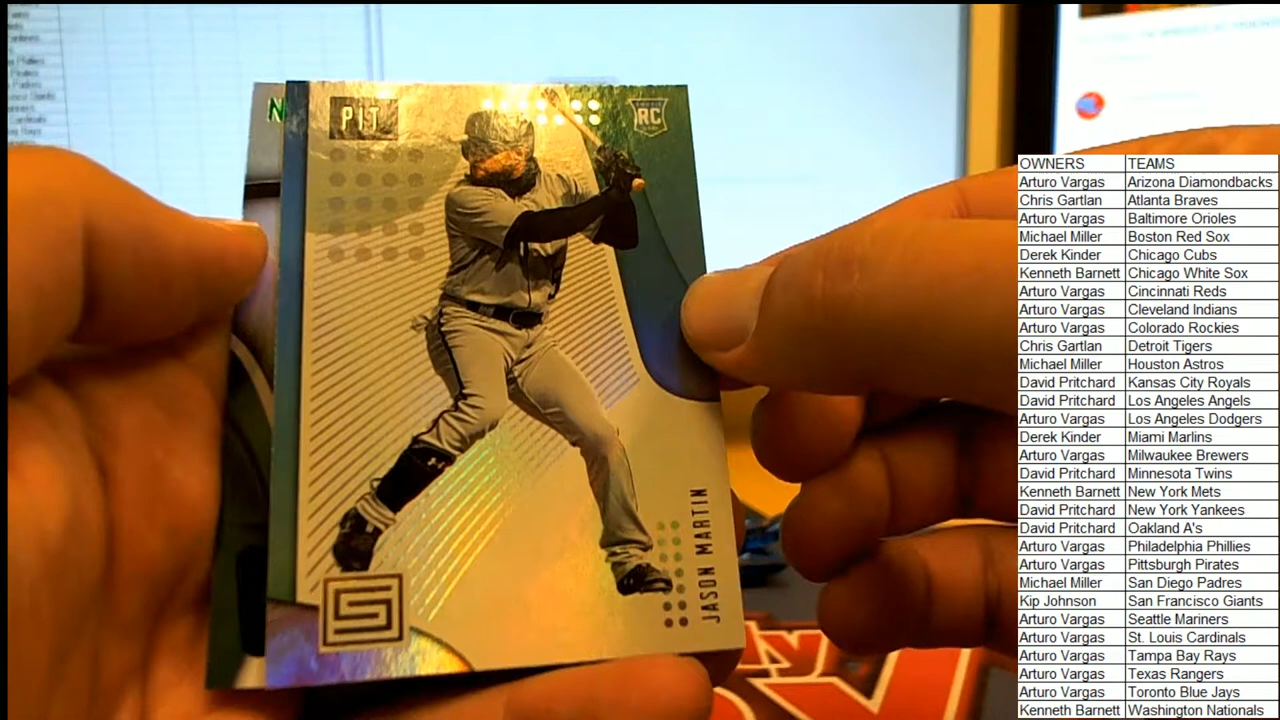 N
PIT
RC
JASON MARTIN
OWNERS TEAMS
Arturo Vargas Arizona Diamondbacks
Chris Gartlan Atlanta Braves
Arturo Vargas Baltimore Orioles
Michael Miller Boston Red Sox
Derek Kinder Chicago Cubs
Kenneth Barnett Chicago White Sox
Arturo Vargas Cincinnati Reds
Arturo Vargas Cleveland Indians
Arturo Vargas Colorado Rockies
Chris Gartlan Detroit Tigers
Michael Miller Houston Astros
David Pritchard Kansas City Royals
David Pritchard Los Angeles Angels
Arturo Vargas Los Angeles Dodgers
Derek Kinder Miami Marlins
Arturo Vargas Milwaukee Brewers
David Pritchard Minnesota Twins
Kenneth Barnett New York Mets
David Pritchard New York Yankees
David Pritchard Oakland A's
Arturo Vargas Philadelphia Phillies
Arturo Vargas Pittsburgh Pirates
Michael Miller San Diego Padres
Kip Johnson San Francisco Giants
Arturo Vargas Seattle Mariners
Arturo Vargas St. Louis Cardinals
Arturo Vargas Tampa Bay Rays
Arturo Vargas Texas Rangers
Arturo Vargas Toronto Blue Jays
Kenneth Barnett Washington Nationals